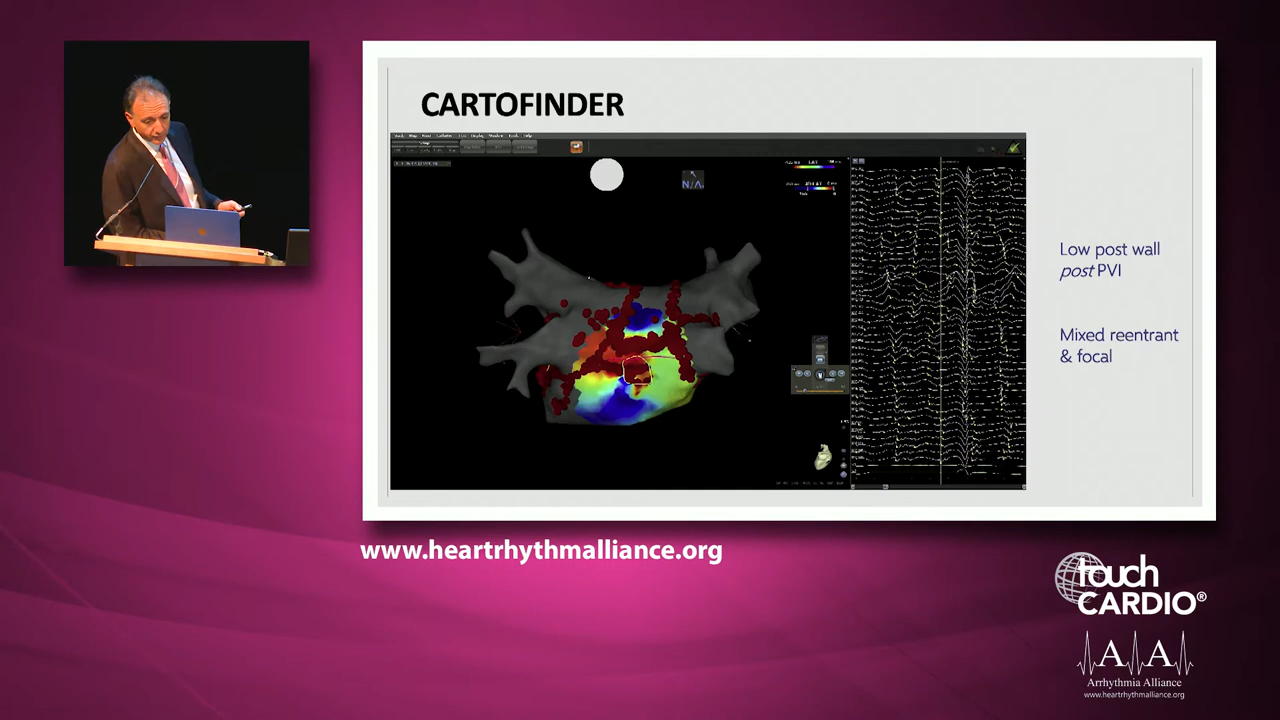 CARTOFINDER
N/A
Low post wall
post PVI
Mixed reentrant
& focal
www.heartrhythmalliance.org
touch
CARDIO®
A A
Arrhythmia Alliance
www.heartrhythmalliance.org